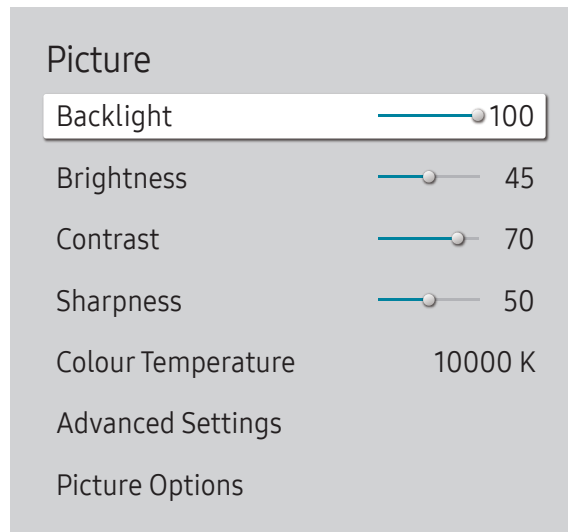 Picture
Backlight 100
Brightness 45
Contrast 70
Sharpness 50
Colour Temperature 10000 K
Advanced Settings
Picture Options